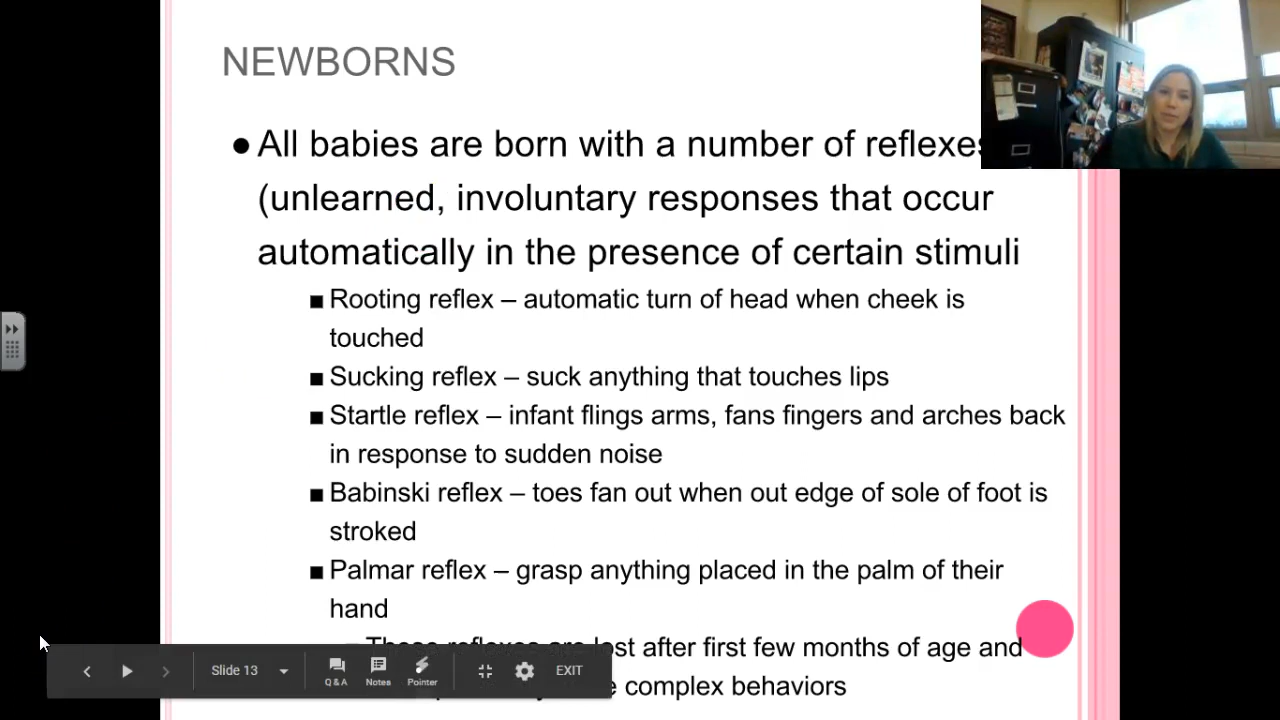 NEWBORNS
● All babies are born with a number of reflexes
(unlearned, involuntary responses that occur
automatically in the presence of certain stimuli
■ Rooting reflex – automatic turn of head when cheek is
touched
■ Sucking reflex – suck anything that touches lips
■ Startle reflex – infant flings arms, fans fingers and arches back
in response to sudden noise
■ Babinski reflex – toes fan out when out edge of sole of foot is
stroked
■ Palmar reflex – grasp anything placed in the palm of their
hand
These reflexes are lost after first few months of age and
complex behaviors
Slide 13
Q & A
Notes
Pointer
EXIT